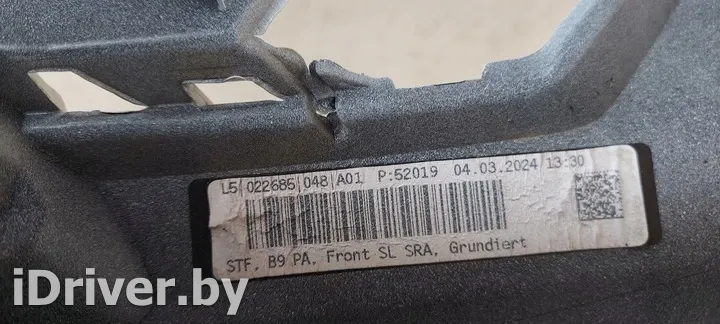 L5 022685 048 A01 P:52019 04.03.2024 13:30
STF, B9 PA, Front SL SRA, Grundiert
iDriver.by